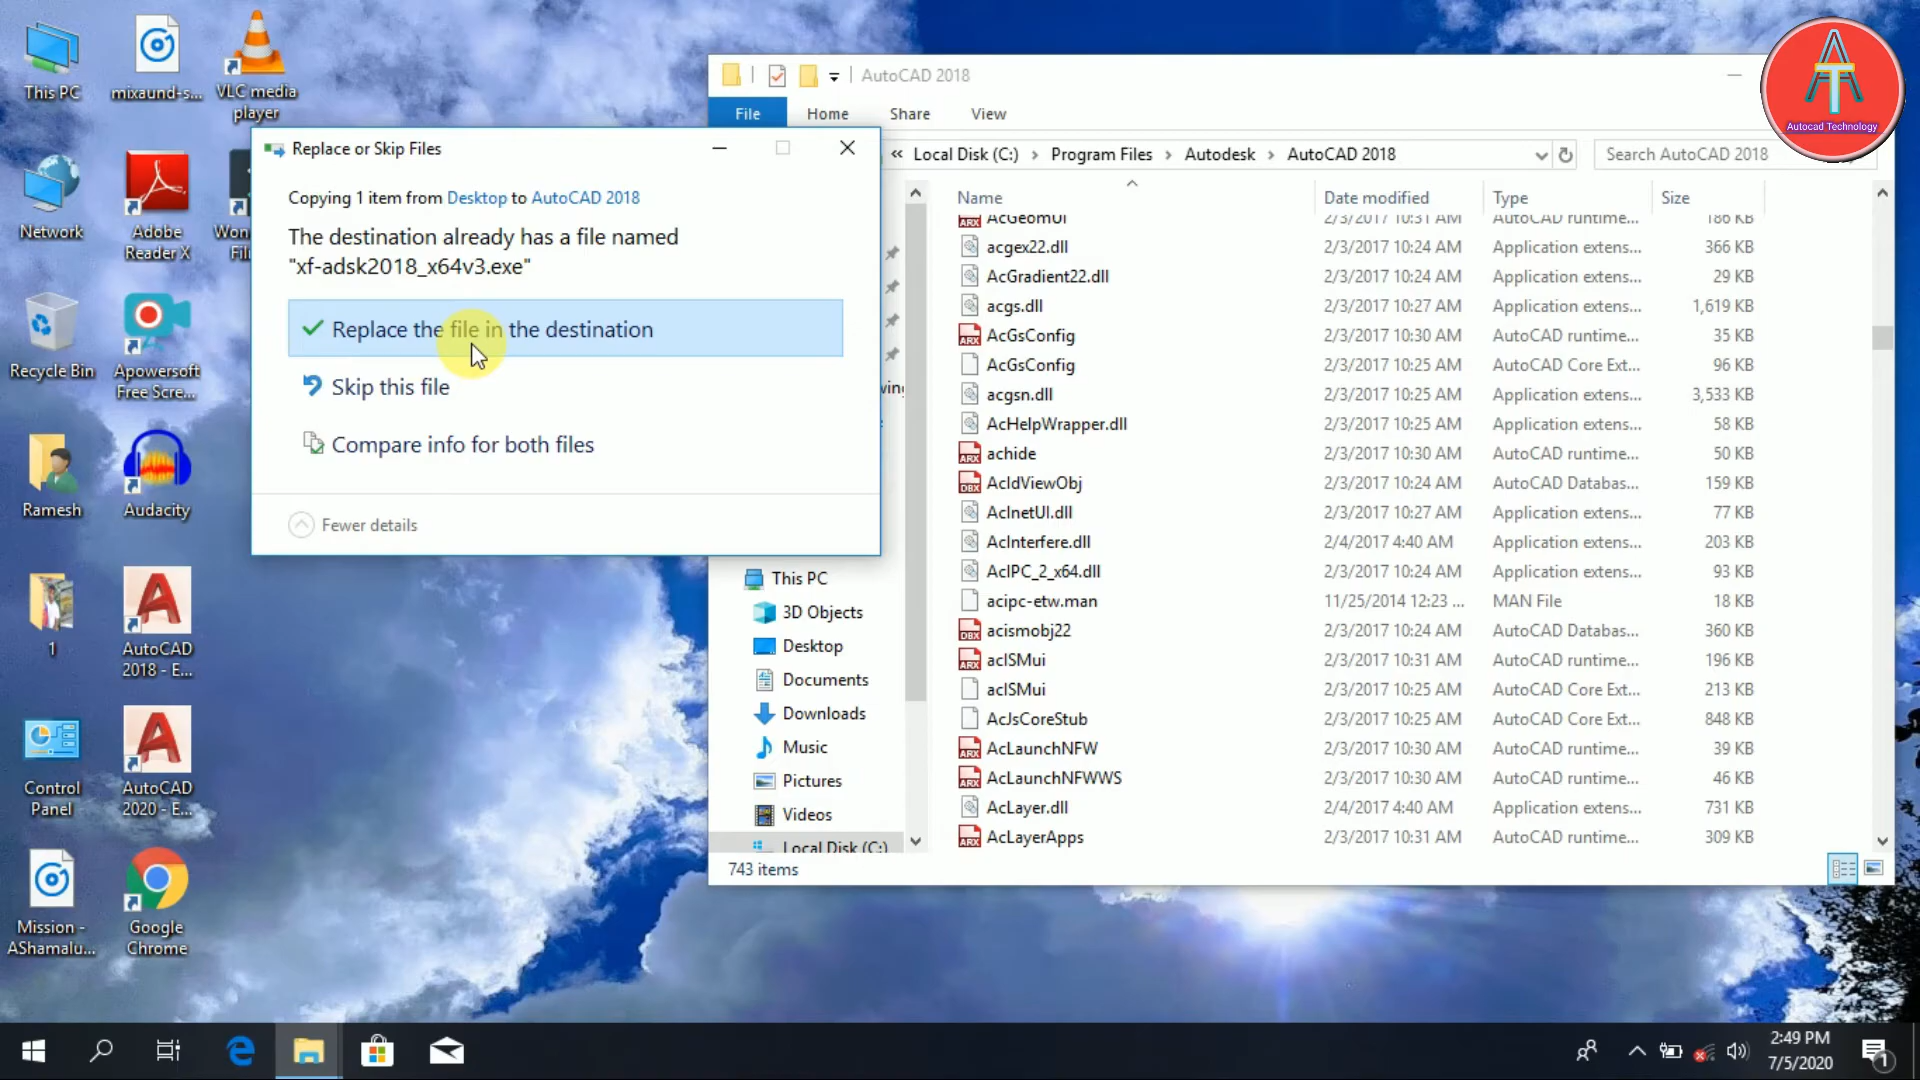 This PC
mixaund-s...
VLC media
player
Network
Adobe
Reader X
Recycle Bin
Apowersoft
Free Scre...
Ramesh
Audacity
1
AutoCAD
2018 - E...
Control
Panel
AutoCAD
2020 - E...
Mission -
AShamalu...
Google
Chrome
Replace or Skip Files
Copying 1 item from Desktop to AutoCAD 2018
The destination already has a file named
"xf-adsk2018_x64v3.exe"
Replace the file in the destination
Skip this file
Compare info for both files
Fewer details
AutoCAD 2018
File Home Share View
« Local Disk (C:) > Program Files > Autodesk > AutoCAD 2018
Search AutoCAD 2018
Autocad Technology
This PC
3D Objects
Desktop
Documents
Downloads
Music
Pictures
Videos
Local Disk (C:)
Name Date modified Type Size
AcGeomUI 2/3/2017 10:31 AM AutoCAD runtime... 186 KB
acgex22.dll 2/3/2017 10:24 AM Application extens... 366 KB
AcGradient22.dll 2/3/2017 10:24 AM Application extens... 29 KB
acgs.dll 2/3/2017 10:27 AM Application extens... 1,619 KB
AcGsConfig 2/3/2017 10:30 AM AutoCAD runtime... 35 KB
AcGsConfig 2/3/2017 10:25 AM AutoCAD Core Ext... 96 KB
acgsn.dll 2/3/2017 10:25 AM Application extens... 3,533 KB
AcHelpWrapper.dll 2/3/2017 10:25 AM Application extens... 58 KB
achide 2/3/2017 10:30 AM AutoCAD runtime... 50 KB
AcIdViewObj 2/3/2017 10:24 AM AutoCAD Databas... 159 KB
AcInetUI.dll 2/3/2017 10:27 AM Application extens... 77 KB
AcInterfere.dll 2/4/2017 4:40 AM Application extens... 203 KB
AcIPC_2_x64.dll 2/3/2017 10:24 AM Application extens... 93 KB
acipc-etw.man 11/25/2014 12:23 ... MAN File 18 KB
acismobj22 2/3/2017 10:24 AM AutoCAD Databas... 360 KB
acISMui 2/3/2017 10:31 AM AutoCAD runtime... 196 KB
acISMui 2/3/2017 10:25 AM AutoCAD Core Ext... 213 KB
AcJsCoreStub 2/3/2017 10:25 AM AutoCAD Core Ext... 848 KB
AcLaunchNFW 2/3/2017 10:30 AM AutoCAD runtime... 39 KB
AcLaunchNFWWS 2/3/2017 10:30 AM AutoCAD runtime... 46 KB
AcLayer.dll 2/4/2017 4:40 AM Application extens... 731 KB
AcLayerApps 2/3/2017 10:31 AM AutoCAD runtime... 309 KB
743 items
2:49 PM
7/5/2020
1